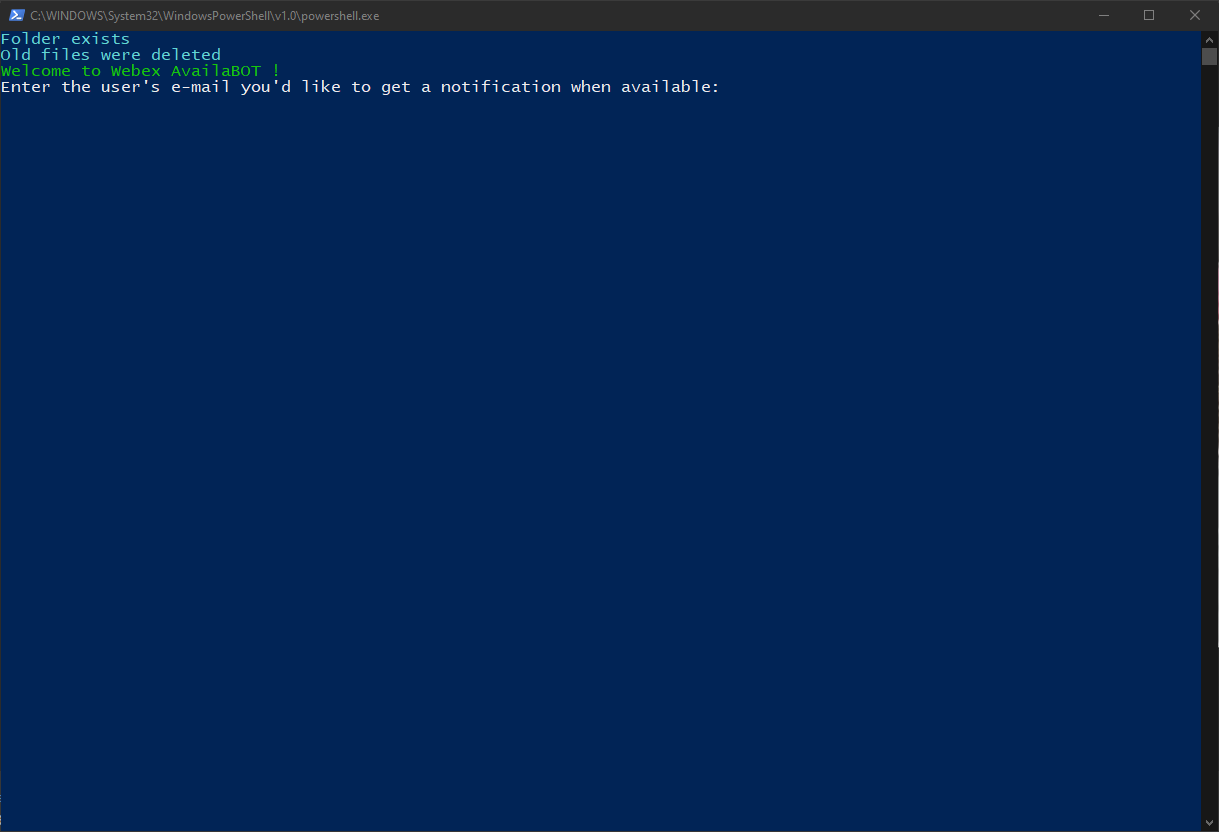 C:\WINDOWS\System32\WindowsPowerShell\v1.0\powershell.exe
Folder exists
Old files were deleted
Welcome to Webex AvailaBOT !
Enter the user's e-mail you'd like to get a notification when available: